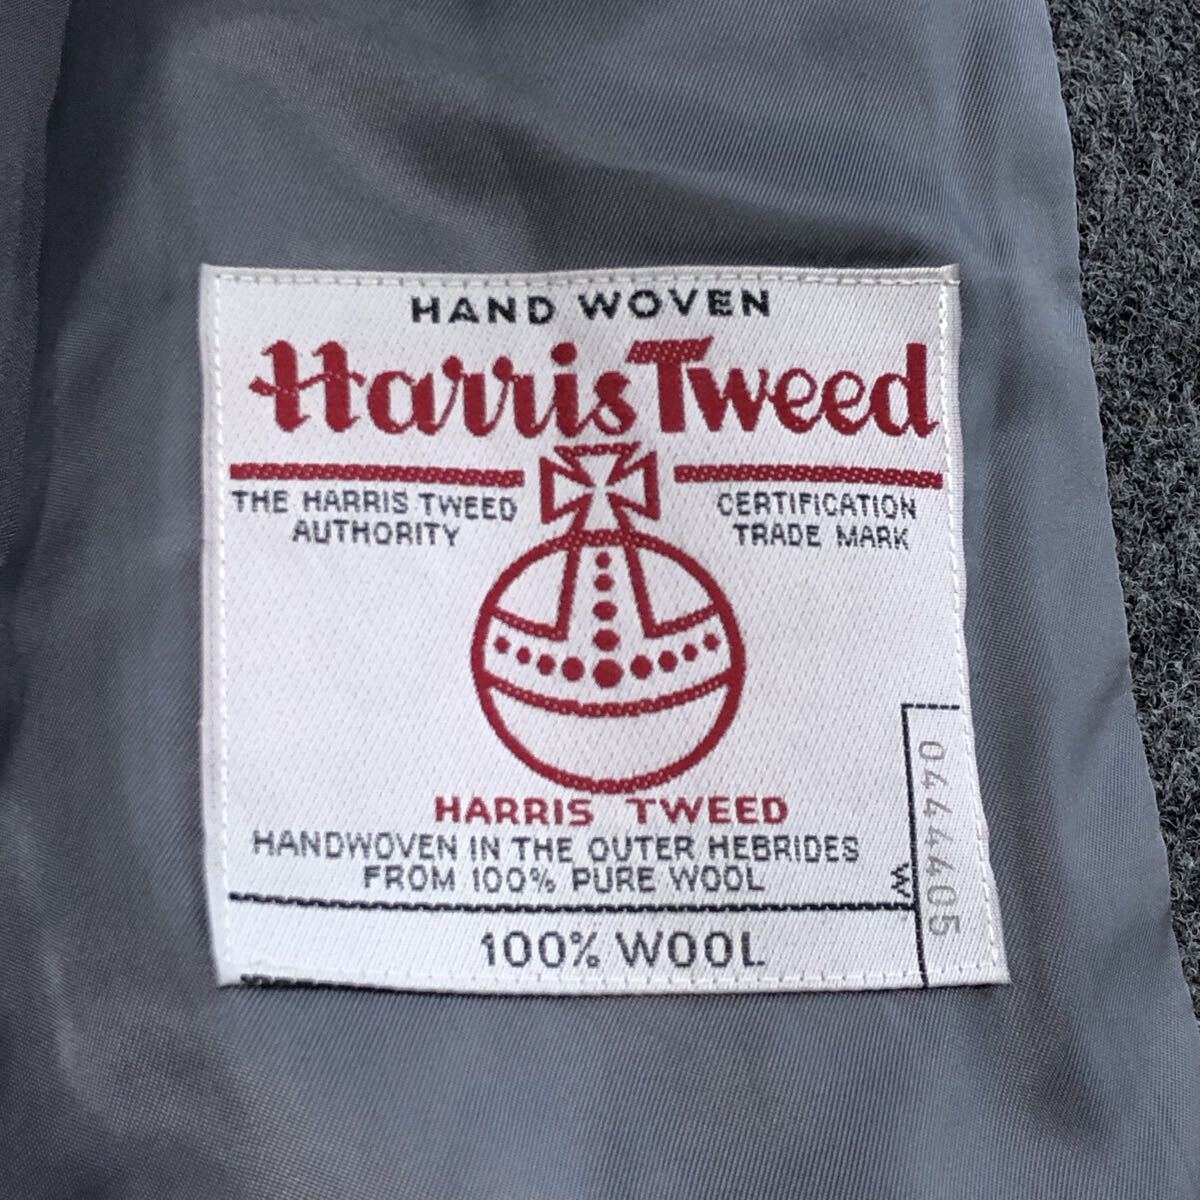 HAND WOVEN
Harris Tweed
THE HARRIS TWEED
AUTHORITY
CERTIFICATION
TRADE MARK
HARRIS TWEED
HANDWOVEN IN THE OUTER HEBRIDES
FROM 100% PURE WOOL
100% WOOL
W
04444405